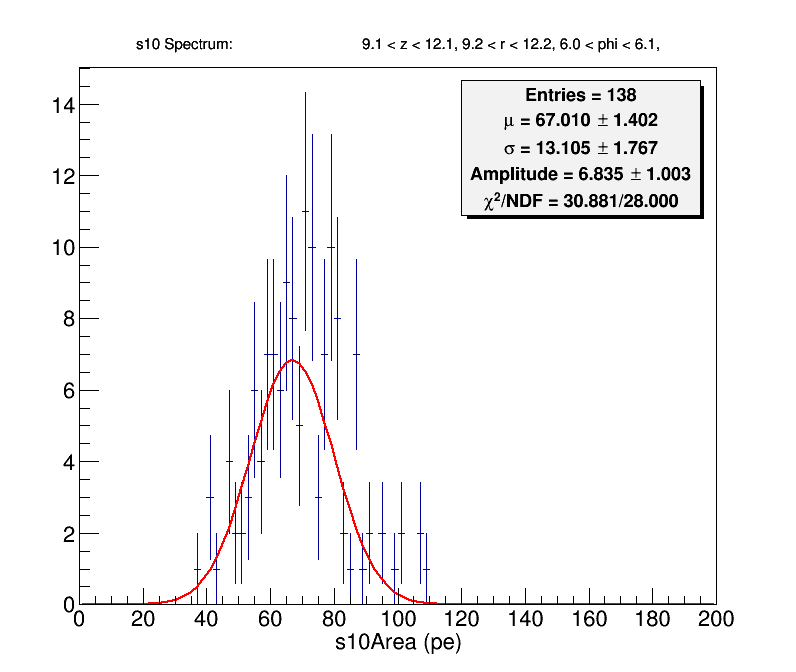 s10 Spectrum: 9.1 < z < 12.1, 9.2 < r < 12.2, 6.0 < phi < 6.1,
Entries = 138
μ = 67.010 ± 1.402
σ = 13.105 ± 1.767
Amplitude = 6.835 ± 1.003
χ²/NDF = 30.881/28.000
14
12
10
8
6
4
2
0
0 20 40 60 80 100 120 140 160 180 200
s10Area (pe)